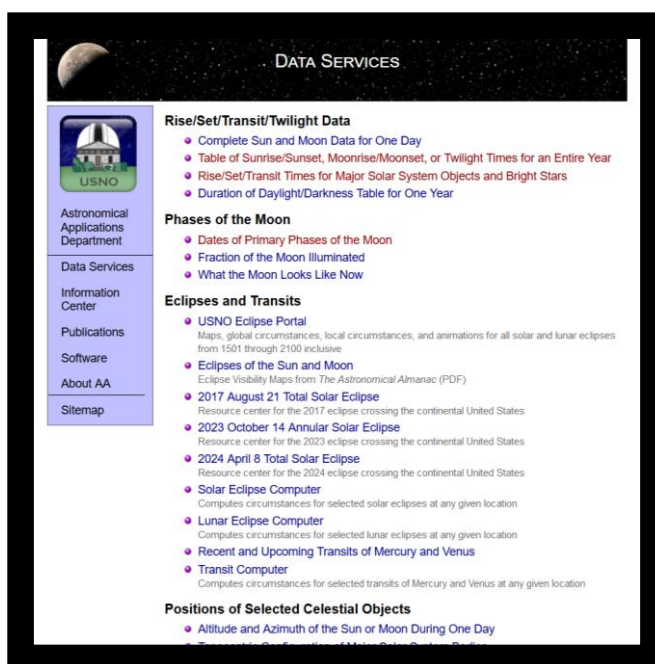 DATA SERVICES
USNO
Astronomical
Applications
Department
Data Services
Information
Center
Publications
Software
About AA
Sitemap
Rise/Set/Transit/Twilight Data
Complete Sun and Moon Data for One Day
Table of Sunrise/Sunset, Moonrise/Moonset, or Twilight Times for an Entire Year
Rise/Set/Transit Times for Major Solar System Objects and Bright Stars
Duration of Daylight/Darkness Table for One Year
Phases of the Moon
Dates of Primary Phases of the Moon
Fraction of the Moon Illuminated
What the Moon Looks Like Now
Eclipses and Transits
USNO Eclipse Portal
Maps, global circumstances, local circumstances, and animations for all solar and lunar eclipses
from 1501 through 2100 inclusive
Eclipses of the Sun and Moon
Eclipse Visibility Maps from The Astronomical Almanac (PDF)
2017 August 21 Total Solar Eclipse
Resource center for the 2017 eclipse crossing the continental United States
2023 October 14 Annular Solar Eclipse
Resource center for the 2023 eclipse crossing the continental United States
2024 April 8 Total Solar Eclipse
Resource center for the 2024 eclipse crossing the continental United States
Solar Eclipse Computer
Computes circumstances for selected solar eclipses at any given location
Lunar Eclipse Computer
Computes circumstances for selected lunar eclipses at any given location
Recent and Upcoming Transits of Mercury and Venus
Transit Computer
Computes circumstances for selected transits of Mercury and Venus at any given location
Positions of Selected Celestial Objects
Altitude and Azimuth of the Sun or Moon During One Day